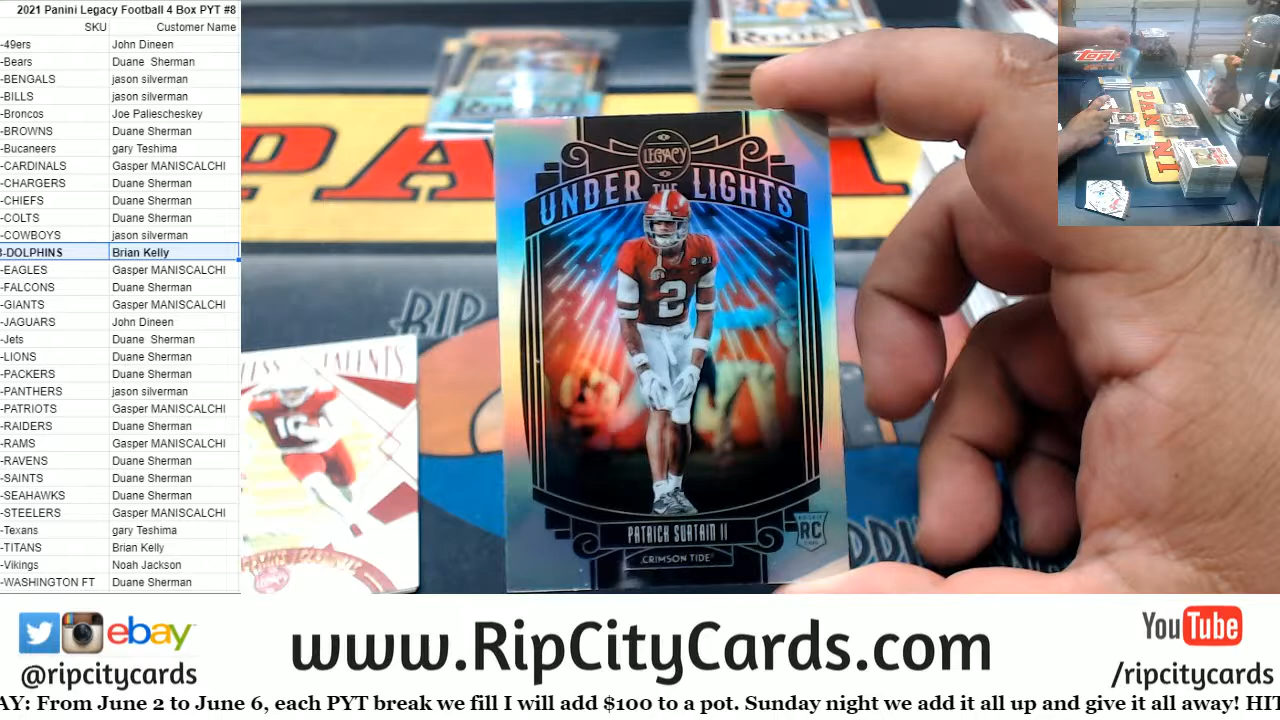 2021 Panini Legacy Football 4 Box PYT #8
SKU Customer Name
-49ers John Dineen
-Bears Duane Sherman
-BENGALS jason silverman
-BILLS jason silverman
-Broncos Joe Paliescheskey
-BROWNS Duane Sherman
-Bucaneers gary Teshima
-CARDINALS Gasper MANISCALCHI
-CHARGERS Duane Sherman
-CHIEFS Duane Sherman
-COLTS Duane Sherman
-COWBOYS jason silverman
-DOLPHINS Brian Kelly
-EAGLES Gasper MANISCALCHI
-FALCONS Duane Sherman
-GIANTS Gasper MANISCALCHI
-JAGUARS John Dineen
-Jets Duane Sherman
-LIONS Duane Sherman
-PACKERS Duane Sherman
-PANTHERS jason silverman
-PATRIOTS Gasper MANISCALCHI
-RAIDERS Duane Sherman
-RAMS Gasper MANISCALCHI
-RAVENS Duane Sherman
-SAINTS Duane Sherman
-SEAHAWKS Duane Sherman
-STEELERS Gasper MANISCALCHI
-Texans gary Teshima
-TITANS Brian Kelly
-Vikings Noah Jackson
-WASHINGTON FT Duane Sherman
LEGACY
UNDER THE LIGHTS
2
PATRICK SURTAIN II
CRIMSON TIDE
RC
RIP
PANINI
ebay
@ripcitycards
www.RipCityCards.com
YouTube
/ripcitycards
AY: From June 2 to June 6, each PYT break we fill I will add $100 to a pot. Sunday night we add it all up and give it all away! HIT